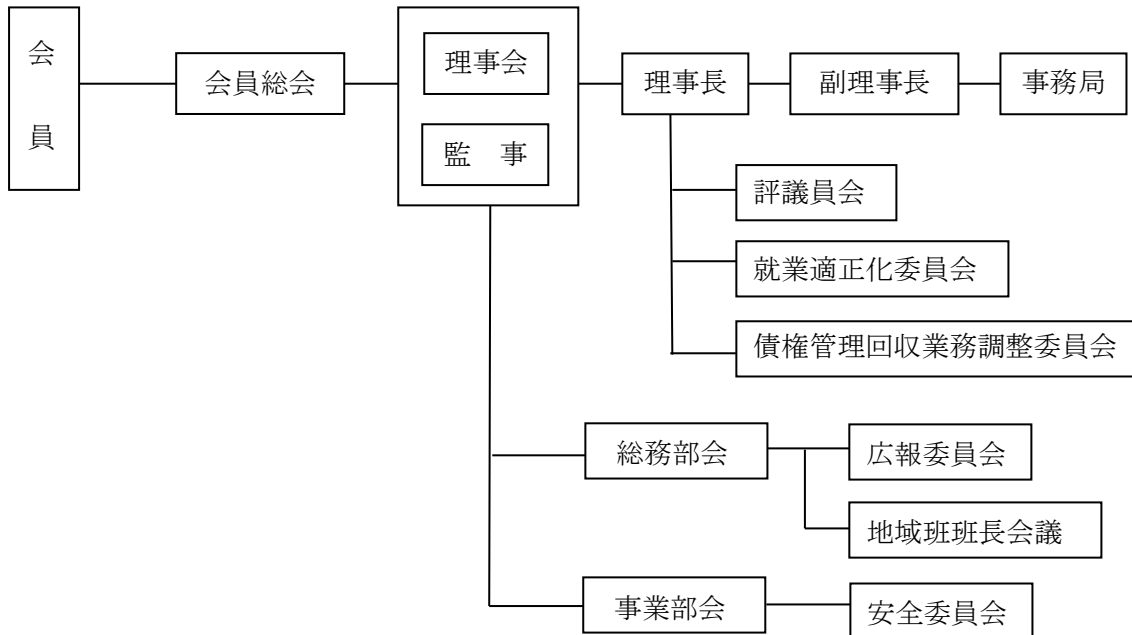 会員
会員総会
理事会
監　事
理事長
副理事長
事務局
評議員会
就業適正化委員会
債権管理回収業務調整委員会
総務部会
広報委員会
地域班班長会議
事業部会
安全委員会